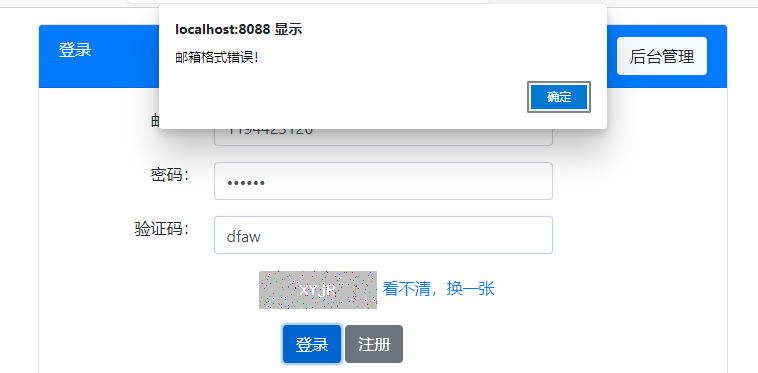 localhost:8088 显示
邮箱格式错误!
确定
登录
后台管理
密码:
••••••
验证码:
dfaw
XYjR
看不清，换一张
登录 注册